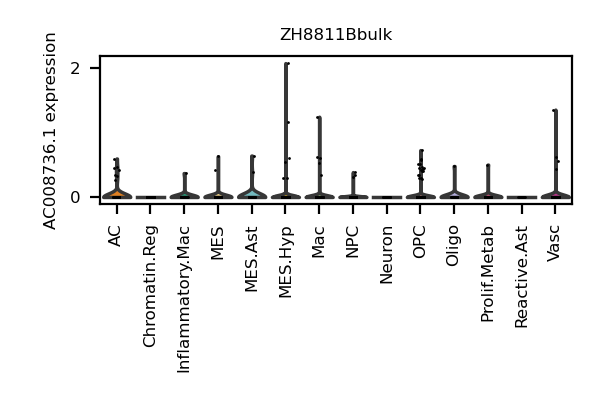 ZH8811Bbulk
AC008736.1 expression
2
0
AC
Chromatin.Reg
Inflammatory.Mac
MES
MES.Ast
MES.Hyp
Mac
NPC
Neuron
OPC
Oligo
Prolif.Metab
Reactive.Ast
Vasc